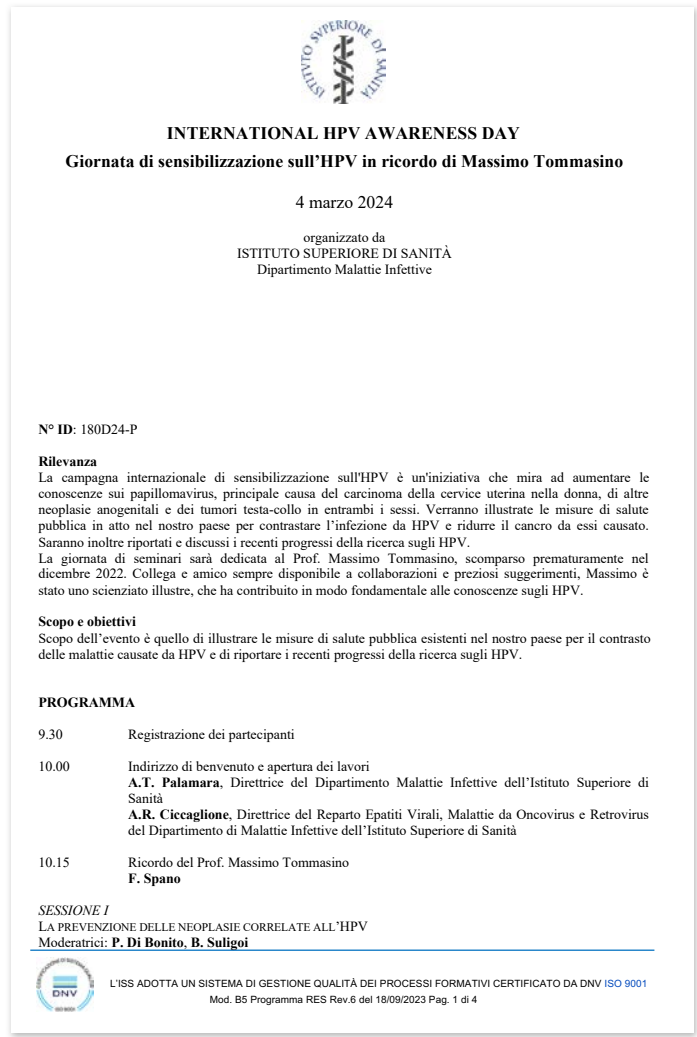 ISTITVTO SVPERIORE DI SANITÀ
INTERNATIONAL HPV AWARENESS DAY
Giornata di sensibilizzazione sull’HPV in ricordo di Massimo Tommasino
4 marzo 2024
organizzato da
ISTITUTO SUPERIORE DI SANITÀ
Dipartimento Malattie Infettive
N° ID: 180D24-P
Rilevanza
La campagna internazionale di sensibilizzazione sull'HPV è un'iniziativa che mira ad aumentare le
conoscenze sui papillomavirus, principale causa del carcinoma della cervice uterina nella donna, di altre
neoplasie anogenitali e dei tumori testa-collo in entrambi i sessi. Verranno illustrate le misure di salute
pubblica in atto nel nostro paese per contrastare l’infezione da HPV e ridurre il cancro da essi causato.
Saranno inoltre riportati e discussi i recenti progressi della ricerca sugli HPV.
La giornata di seminari sarà dedicata al Prof. Massimo Tommasino, scomparso prematuramente nel
dicembre 2022. Collega e amico sempre disponibile a collaborazioni e preziosi suggerimenti, Massimo è
stato uno scienziato illustre, che ha contribuito in modo fondamentale alle conoscenze sugli HPV.
Scopo e obiettivi
Scopo dell’evento è quello di illustrare le misure di salute pubblica esistenti nel nostro paese per il contrasto
delle malattie causate da HPV e di riportare i recenti progressi della ricerca sugli HPV.
PROGRAMMA
9.30 Registrazione dei partecipanti
10.00 Indirizzo di benvenuto e apertura dei lavori
A.T. Palamara, Direttrice del Dipartimento Malattie Infettive dell’Istituto Superiore di
Sanità
A.R. Ciccaglione, Direttrice del Reparto Epatiti Virali, Malattie da Oncovirus e Retrovirus
del Dipartimento di Malattie Infettive dell’Istituto Superiore di Sanità
10.15 Ricordo del Prof. Massimo Tommasino
F. Spano
SESSIONE I
LA PREVENZIONE DELLE NEOPLASIE CORRELATE ALL’HPV
Moderatrici: P. Di Bonito, B. Suligoi
DNV
ISO 9001
L’ISS ADOTTA UN SISTEMA DI GESTIONE QUALITÀ DEI PROCESSI FORMATIVI CERTIFICATO DA DNV ISO 9001
Mod. B5 Programma RES Rev.6 del 18/09/2023 Pag. 1 di 4